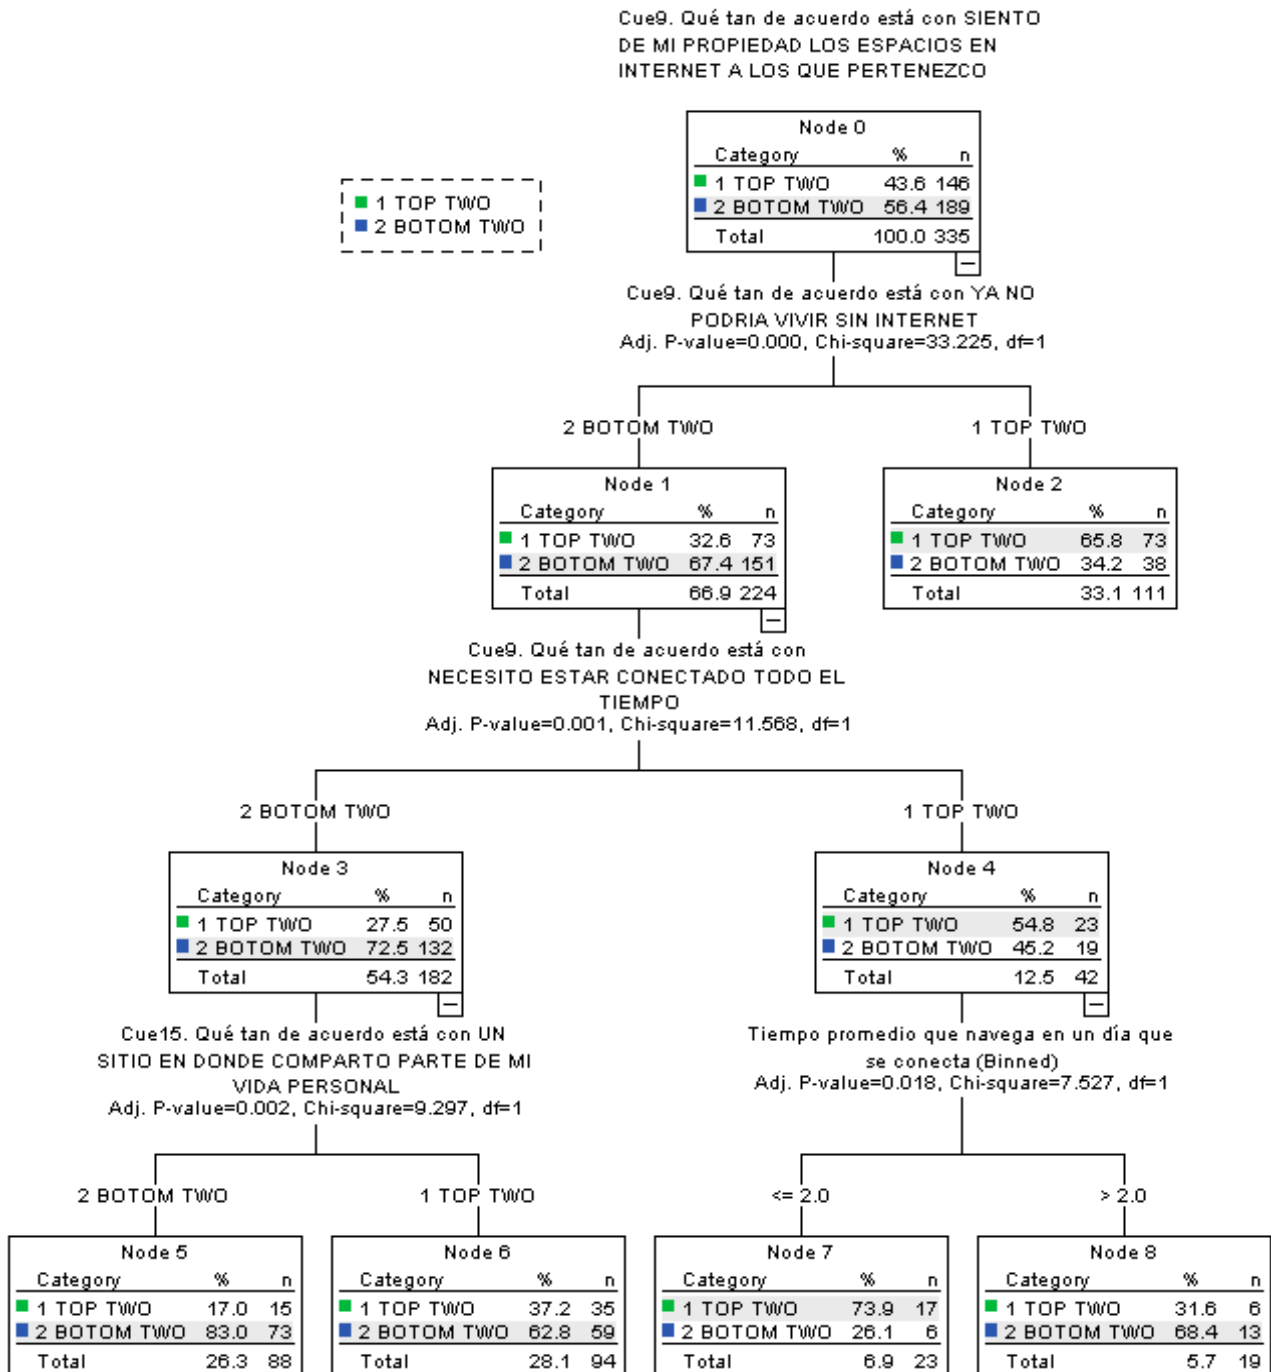 Cue9. Qué tan de acuerdo está con SIENTO
DE MI PROPIEDAD LOS ESPACIOS EN
INTERNET A LOS QUE PERTENEZCO
Node 0
Category % n
1 TOP TWO 43.6 146
2 BOTOM TWO 56.4 189
Total 100.0 335
1 TOP TWO
2 BOTOM TWO
Cue9. Qué tan de acuerdo está con YA NO
PODRIA VIVIR SIN INTERNET
Adj. P-value=0.000, Chi-square=33.225, df=1
2 BOTOM TWO
1 TOP TWO
Node 1
Category % n
1 TOP TWO 32.6 73
2 BOTOM TWO 67.4 151
Total 66.9 224
Node 2
Category % n
1 TOP TWO 65.8 73
2 BOTOM TWO 34.2 38
Total 33.1 111
Cue9. Qué tan de acuerdo está con
NECESITO ESTAR CONECTADO TODO EL
TIEMPO
Adj. P-value=0.001, Chi-square=11.568, df=1
2 BOTOM TWO
1 TOP TWO
Node 3
Category % n
1 TOP TWO 27.5 50
2 BOTOM TWO 72.5 132
Total 54.3 182
Node 4
Category % n
1 TOP TWO 54.8 23
2 BOTOM TWO 45.2 19
Total 12.5 42
Cue15. Qué tan de acuerdo está con UN
SITIO EN DONDE COMPARTO PARTE DE MI
VIDA PERSONAL
Adj. P-value=0.002, Chi-square=9.297, df=1
Tiempo promedio que navega en un día que
se conecta (Binned)
Adj. P-value=0.018, Chi-square=7.527, df=1
2 BOTOM TWO
1 TOP TWO
<= 2.0
> 2.0
Node 5
Category % n
1 TOP TWO 17.0 15
2 BOTOM TWO 83.0 73
Total 26.3 88
Node 6
Category % n
1 TOP TWO 37.2 35
2 BOTOM TWO 62.8 59
Total 28.1 94
Node 7
Category % n
1 TOP TWO 73.9 17
2 BOTOM TWO 26.1 6
Total 6.9 23
Node 8
Category % n
1 TOP TWO 31.6 6
2 BOTOM TWO 68.4 13
Total 5.7 19